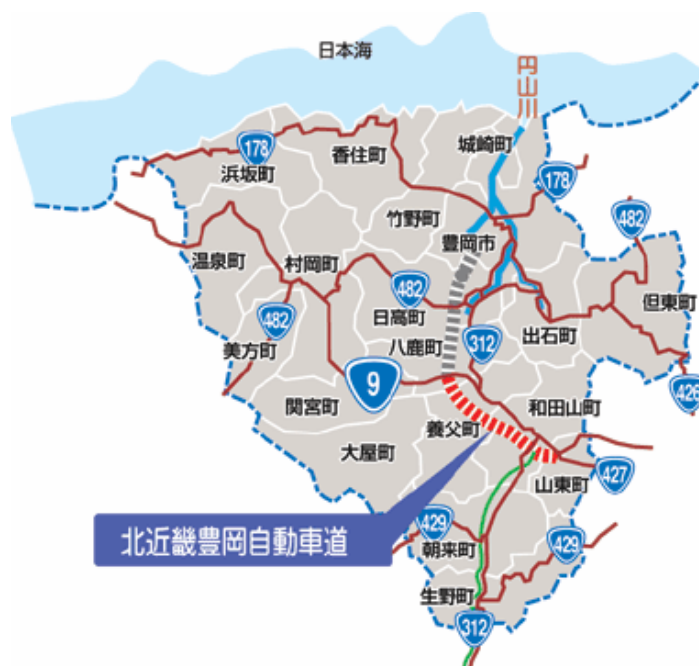 日本海
円山川
城崎町
178
香住町
浜坂町
178
竹野町
豊岡市
482
温泉町
村岡町
482
但東町
日高町
482
美方町
八鹿町
312
出石町
9
426
関宮町
和田山町
養父町
大屋町
427
山東町
北近畿豊岡自動車道
429
朝来町
429
生野町
312